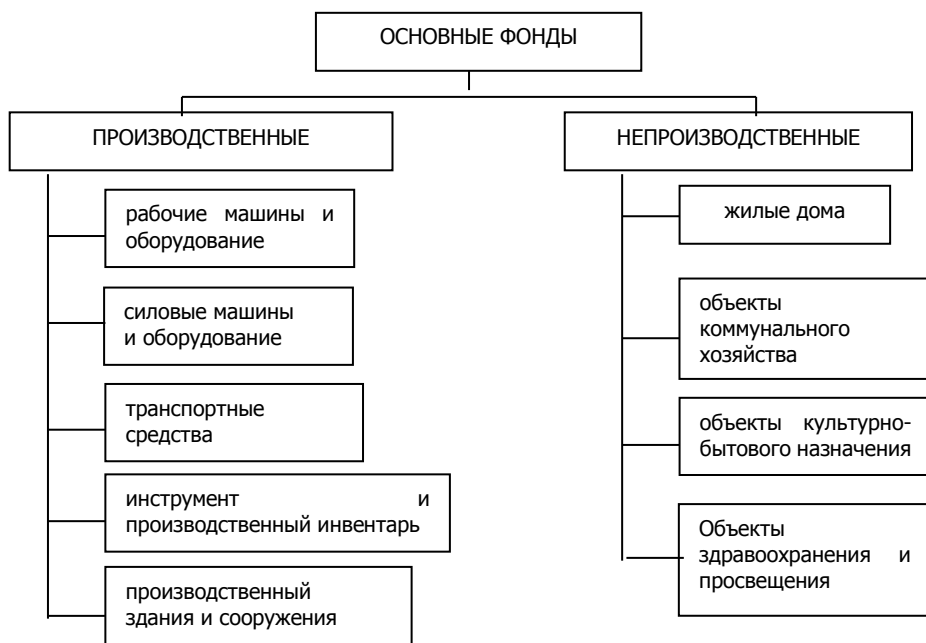 ОСНОВНЫЕ ФОНДЫ
ПРОИЗВОДСТВЕННЫЕ
рабочие машины и
оборудование
силовые машины
и оборудование
транспортные
средства
инструмент и
производственный инвентарь
производственный
здания и сооружения
НЕПРОИЗВОДСТВЕННЫЕ
жилые дома
объекты
коммунального
хозяйства
объекты культурно-
бытового назначения
Объекты
здравоохранения и
просвещения